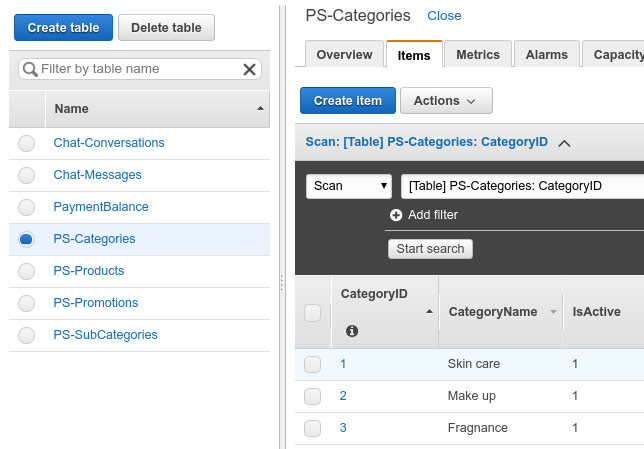 Create table Delete table
Filter by table name
Name
Chat-Conversations
Chat-Messages
PaymentBalance
PS-Categories
PS-Products
PS-Promotions
PS-SubCategories
PS-Categories Close
Overview Items Metrics Alarms Capacity
Create item Actions
Scan: [Table] PS-Categories: CategoryID
Scan [Table] PS-Categories: CategoryID
Add filter
Start search
CategoryID CategoryName IsActive
1 Skin care 1
2 Make up 1
3 Fragnance 1